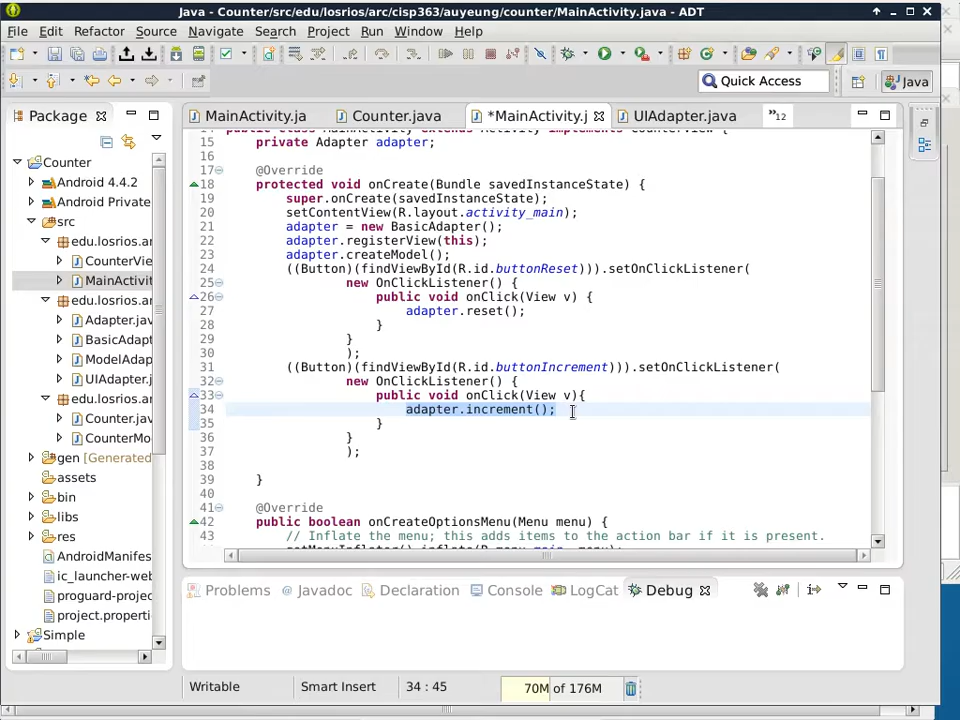 Java - Counter/src/edu/losrios/arc/cisp363/auyeung/counter/MainActivity.java - ADT
File Edit Refactor Source Navigate Search Project Run Window Help
Quick Access
Java
Package
MainActivity.ja
Counter.java
*MainActivity.j
UIAdapter.java
»12
Counter
Android 4.4.2
Android Private
src
edu.losrios.ar
CounterVie
MainActivit
edu.losrios.ar
Adapter.jav
BasicAdapt
ModelAdap
UIAdapter.j
edu.losrios.ar
Counter.jav
CounterMo
gen [Generated
assets
bin
libs
res
AndroidManifes
ic_launcher-web
proguard-projec
project.properti
Simple
15 private Adapter adapter;
16
17 @Override
18 protected void onCreate(Bundle savedInstanceState) {
19 super.onCreate(savedInstanceState);
20 setContentView(R.layout.activity_main);
21 adapter = new BasicAdapter();
22 adapter.registerView(this);
23 adapter.createModel();
24 ((Button)(findViewById(R.id.buttonReset))).setOnClickListener(
25 new OnClickListener() {
26 public void onClick(View v) {
27 adapter.reset();
28 }
29 }
30 );
31 ((Button)(findViewById(R.id.buttonIncrement))).setOnClickListener(
32 new OnClickListener() {
33 public void onClick(View v){
34 adapter.increment();
35 }
36 }
37 );
38
39 }
40
41 @Override
42 public boolean onCreateOptionsMenu(Menu menu) {
43 // Inflate the menu; this adds items to the action bar if it is present.
Problems
Javadoc
Declaration
Console
LogCat
Debug
Writable
Smart Insert
34 : 45
70M of 176M